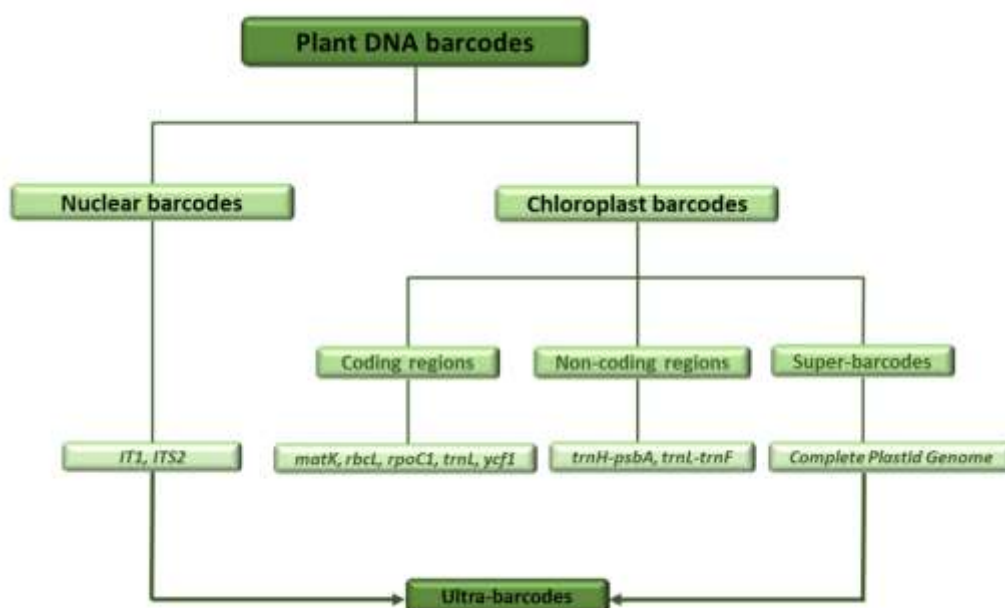 Plant DNA barcodes
Nuclear barcodes
Chloroplast barcodes
Coding regions
Non-coding regions
Super-barcodes
IT1, ITS2
matK, rbcL, rpoC1, trnL, ycf1
trnH-psbA, trnL-trnF
Complete Plastid Genome
Ultra-barcodes